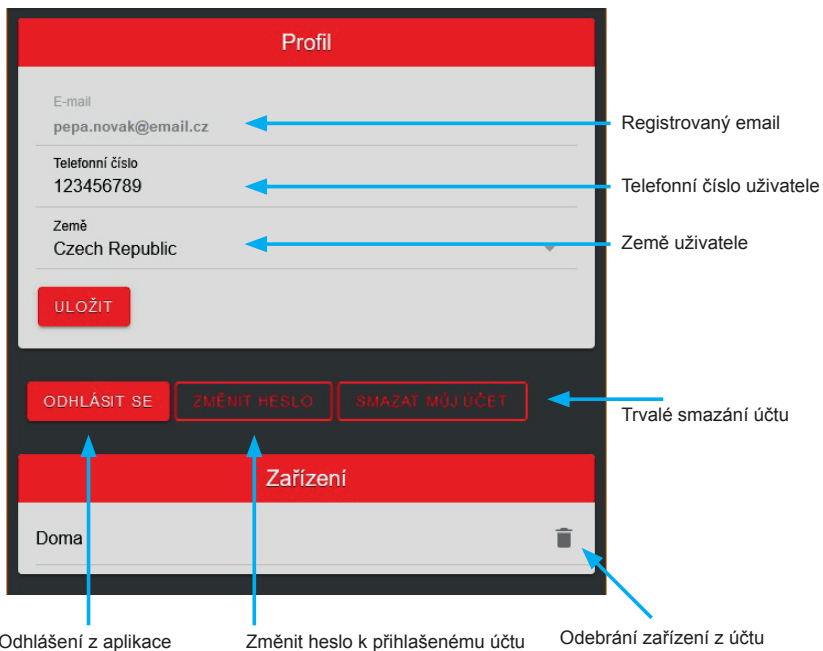 Profil
E-mail
pepa.novak@email.cz
Registrovaný email
Telefonní číslo
123456789
Telefonní číslo uživatele
Země
Czech Republic
Země uživatele
ULOŽIT
ODHLÁSIT SE
ZMĚNIT HESLO
SMAZAT MŮJ ÚČET
Trvalé smazání účtu
Zařízení
Doma
Odhlášení z aplikace
Změnit heslo k přihlašenému účtu
Odebrání zařízení z účtu